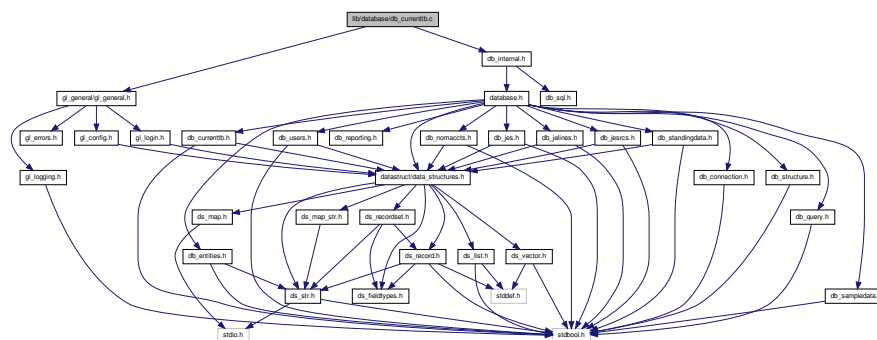 lib/database/db_currenttb.c
db_internal.h
gl_general/gl_general.h
database.h
db_sql.h
gl_errors.h
gl_config.h
gl_login.h
db_currenttb.h
db_users.h
db_reporting.h
db_nomaccts.h
db_jes.h
db_jelines.h
db_jesrcs.h
db_standingdata.h
gl_logging.h
datastruct/data_structures.h
db_connection.h
db_structure.h
ds_map.h
ds_map_str.h
ds_recordset.h
db_query.h
db_entities.h
ds_record.h
ds_list.h
ds_vector.h
ds_str.h
ds_fieldtypes.h
stddef.h
db_sampledata.
stdio.h
stdbool.h